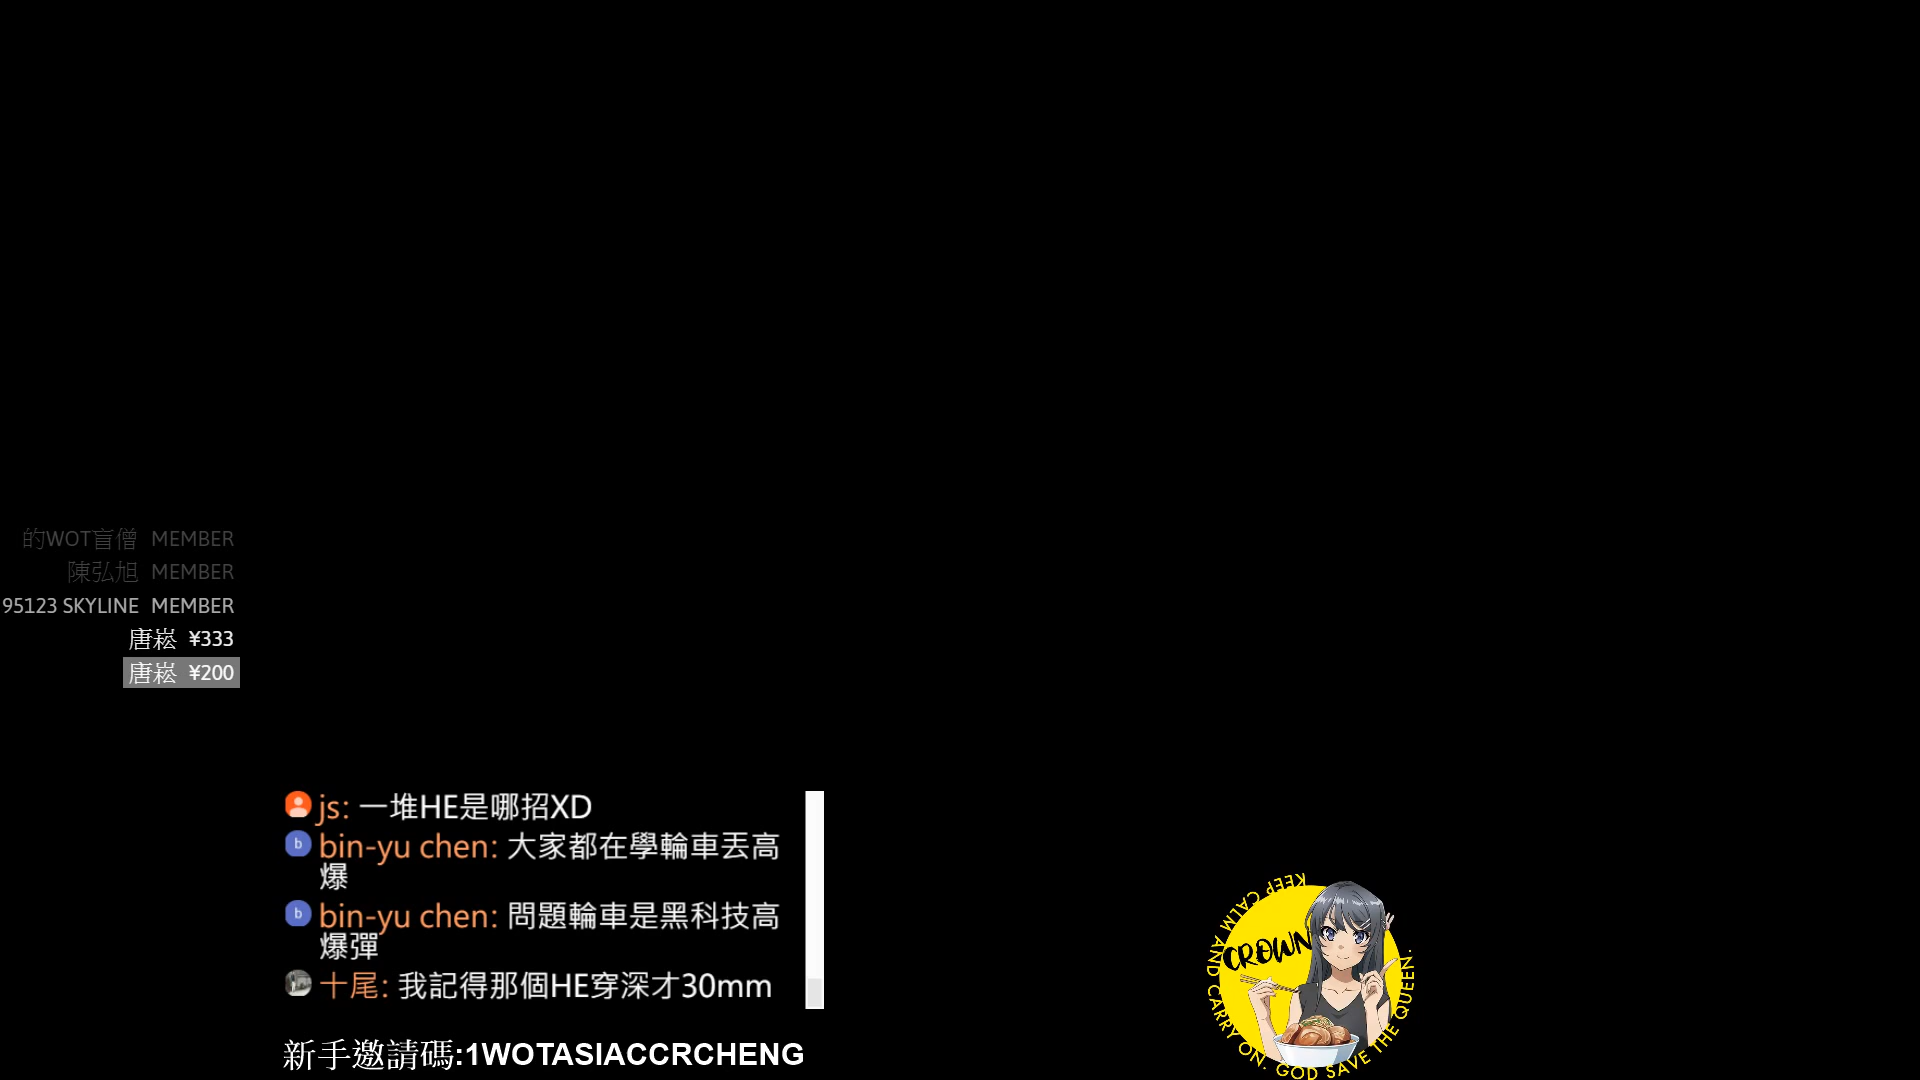 的WOT盲僧 MEMBER
陳弘旭 MEMBER
95123 SKYLINE MEMBER
唐崧 ¥333
唐崧 ¥200
js: 一堆HE是哪招XD
b bin-yu chen: 大家都在學輪車丟高
爆
b bin-yu chen: 問題輪車是黑科技高
爆彈
十尾: 我記得那個HE穿深才30mm
新手邀請碼:1WOTASIACCRCHENG
CROWN
KEEP CALM AND CARRY ON. GOD SAVE THE QUEEN.